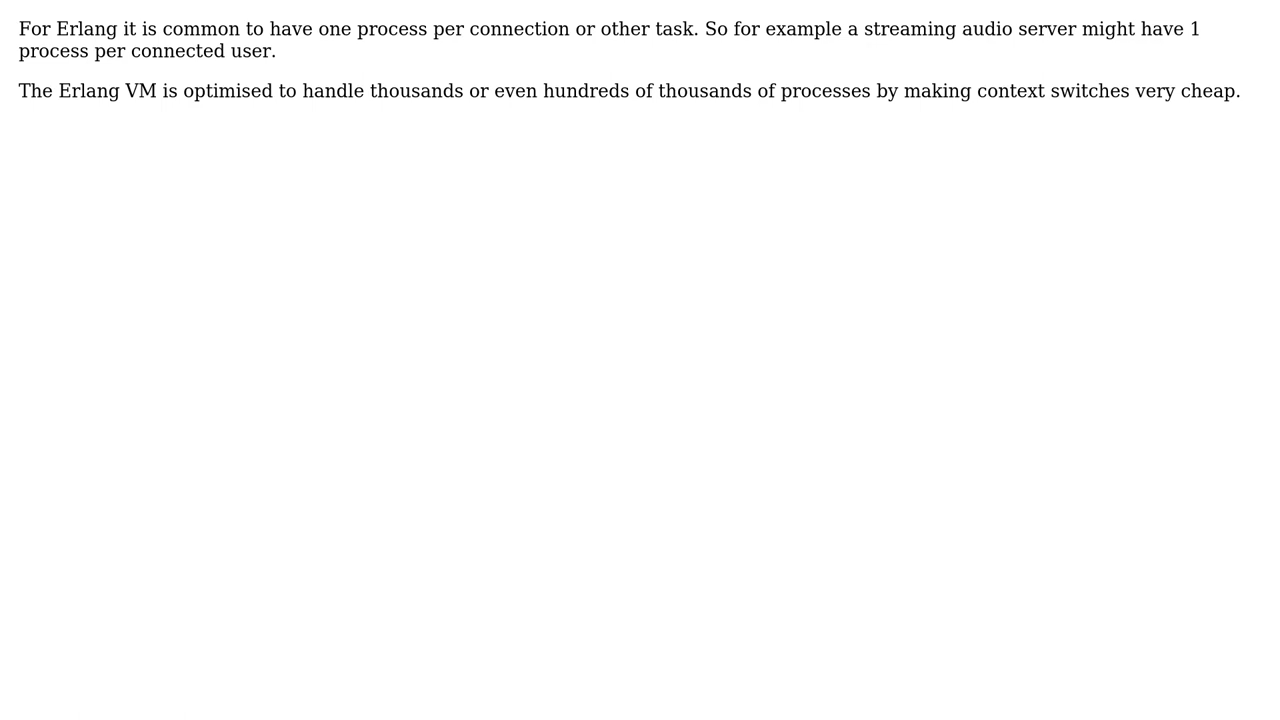 For Erlang it is common to have one process per connection or other task. So for example a streaming audio server might have 1
process per connected user.
The Erlang VM is optimised to handle thousands or even hundreds of thousands of processes by making context switches very cheap.